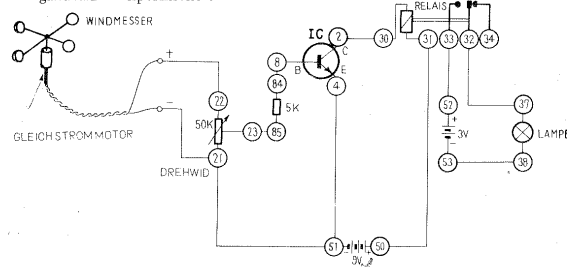 WINDMESSER
RELAIS
IC
2
30
31
33
32
34
C
B
E
8
4
84
5K
+
-
22
50K
23
85
21
GLEICHSTROMMOTOR
DREHWID
52
+
3V
-
53
37
LAMPE
38
51
-
+
50
9V